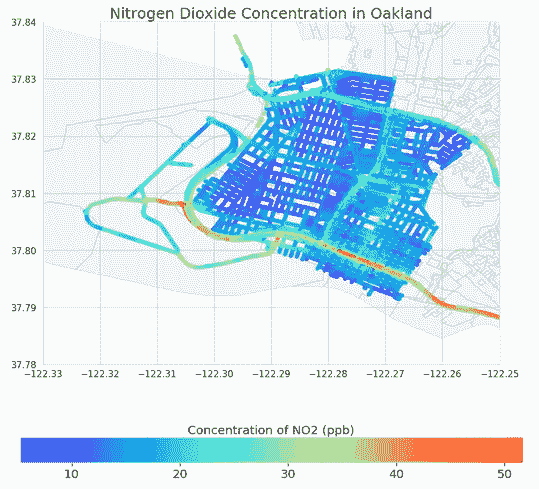 Nitrogen Dioxide Concentration in Oakland
37.84
37.83
37.82
37.81
37.80
37.79
37.78
−122.33 −122.32 −122.31 −122.30 −122.29 −122.28 −122.27 −122.26 −122.25
Concentration of NO2 (ppb)
10 20 30 40 50